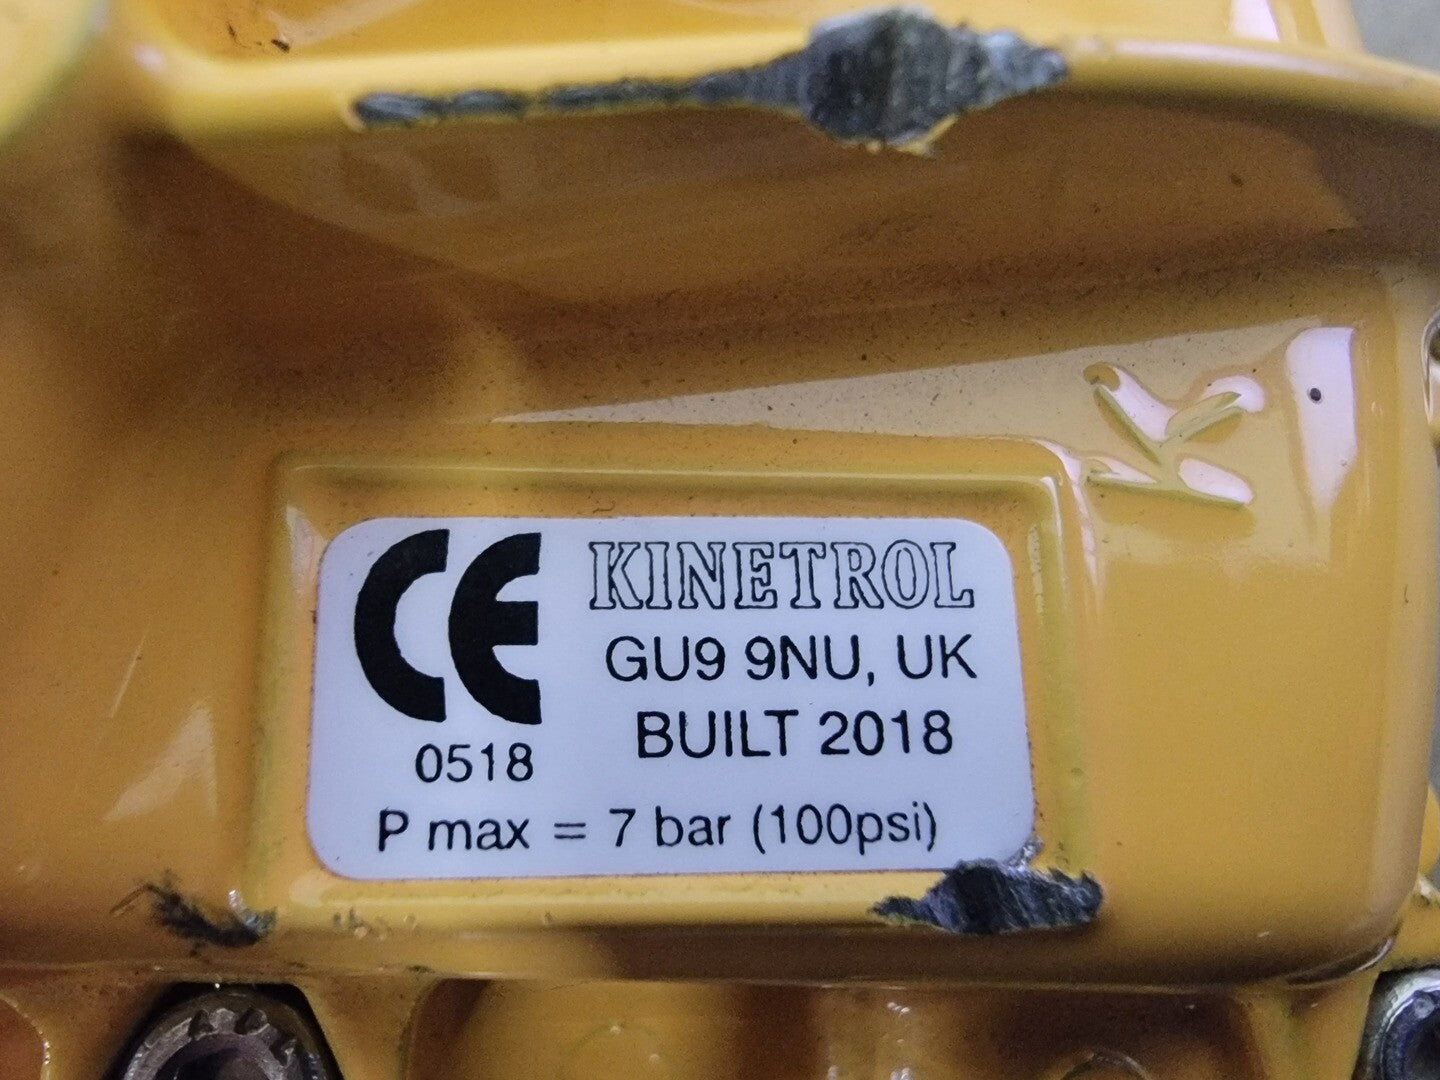 CE KINETROL
GU9 9NU, UK
BUILT 2018
0518
P max = 7 bar (100psi)
K